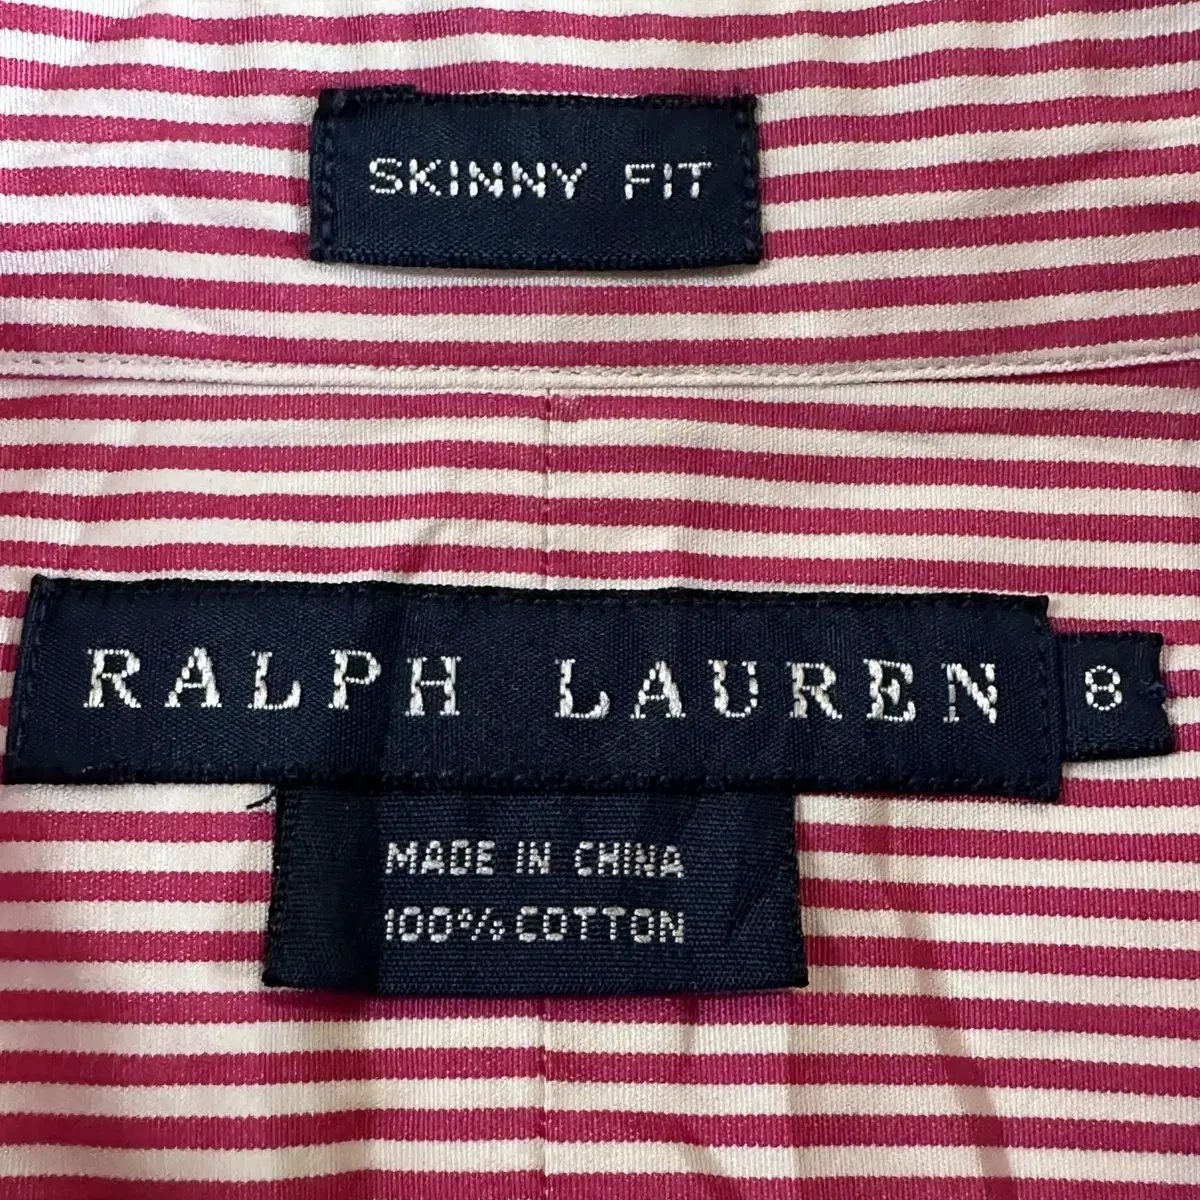 SKINNY FIT
RALPH LAUREN 8
MADE IN CHINA
100% COTTON